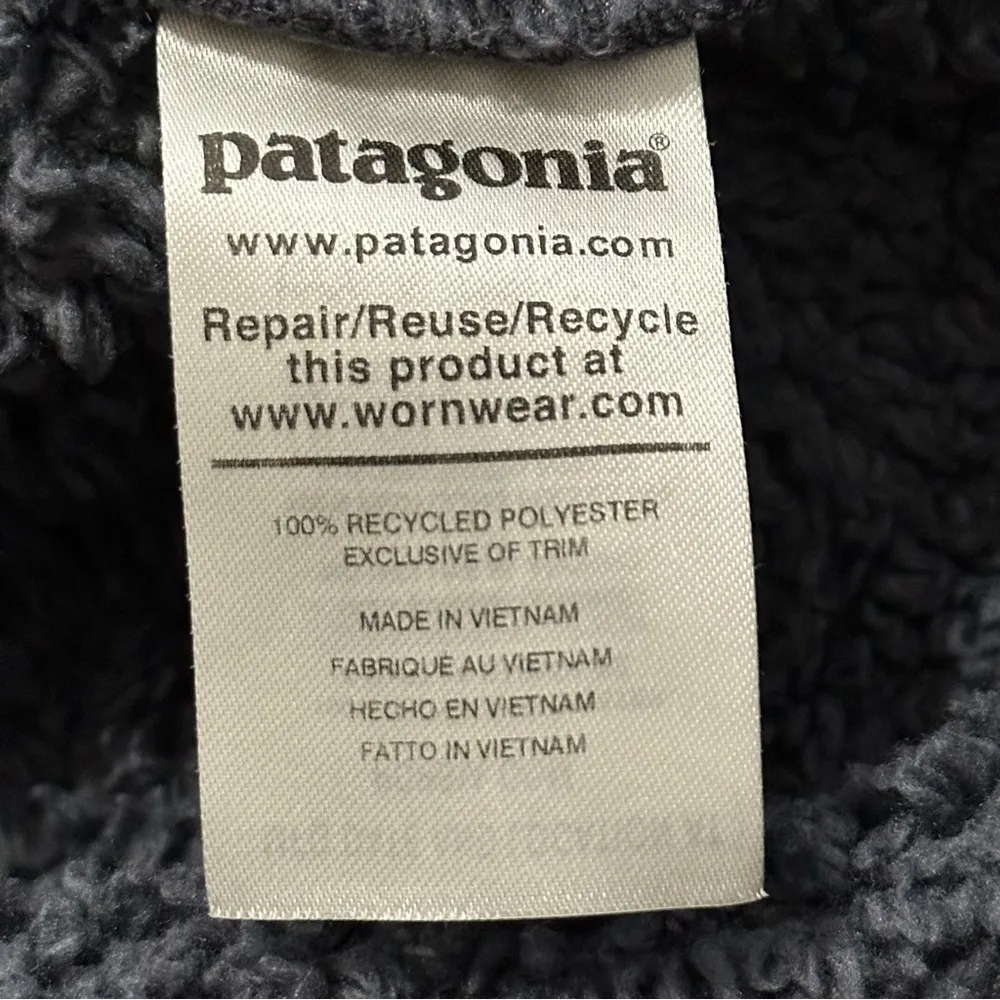 patagonia®
www.patagonia.com
Repair/Reuse/Recycle
this product at
www.wornwear.com
100% RECYCLED POLYESTER
EXCLUSIVE OF TRIM
MADE IN VIETNAM
FABRIQUÉ AU VIETNAM
HECHO EN VIETNAM
FATTO IN VIETNAM